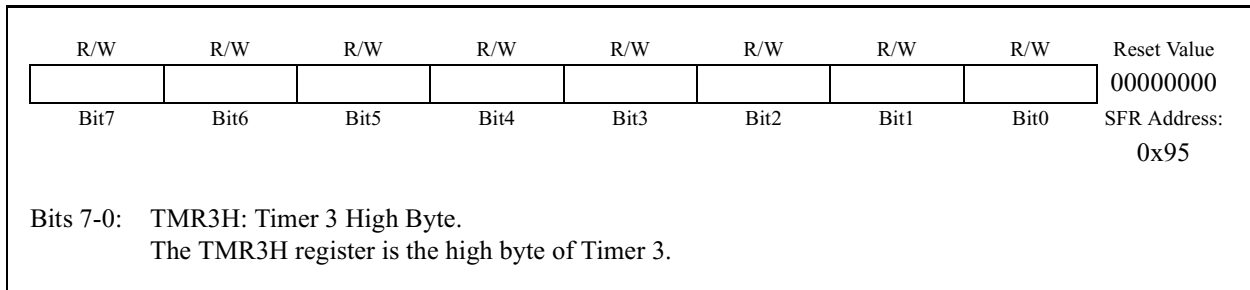 R/W R/W R/W R/W R/W R/W R/W R/W Reset Value
00000000
Bit7 Bit6 Bit5 Bit4 Bit3 Bit2 Bit1 Bit0 SFR Address:
0x95
Bits 7-0: TMR3H: Timer 3 High Byte.
The TMR3H register is the high byte of Timer 3.